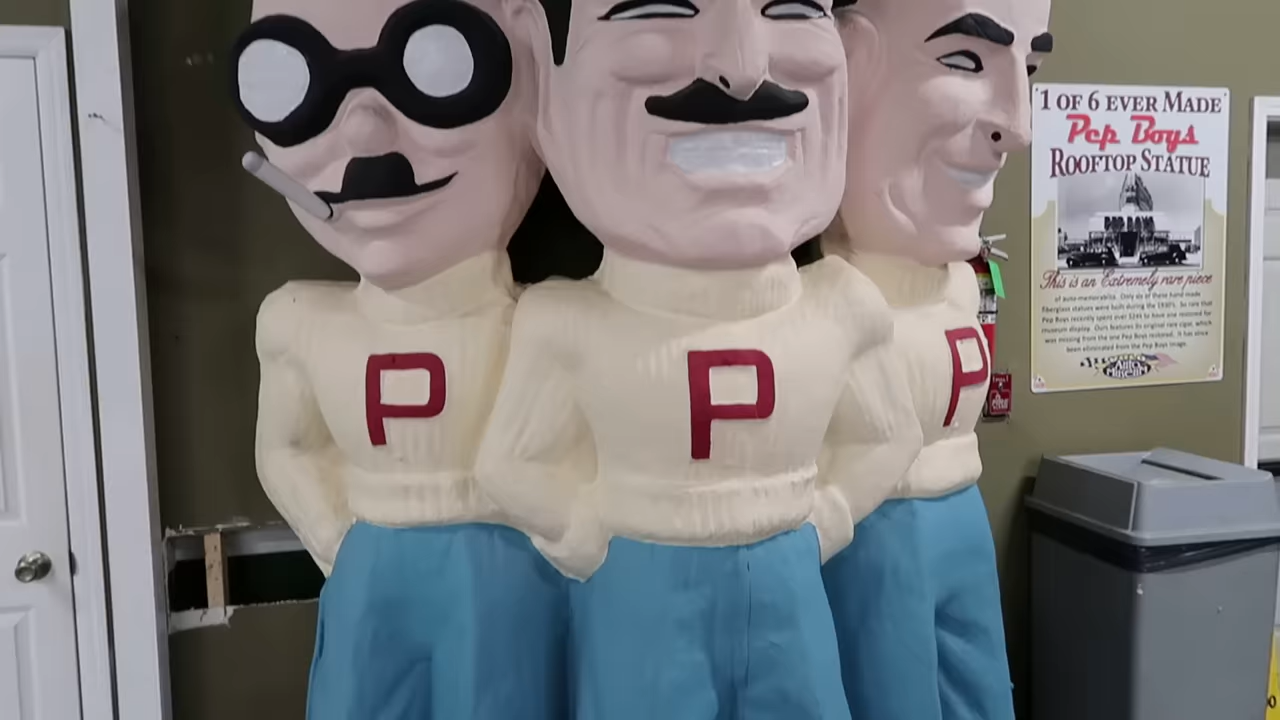 P
P
P
1 OF 6 EVER MADE
Pep Boys
ROOFTOP STATUE
This is an Extremely rare piece
of auto-memorabilia. Only six of these hand made
fiberglass statues were built during the 1930's. So rare that
Pep Boys recently spent over $24k to have one restored for
museum display. Ours features its original rare cigar, which
was missing from the one Pep Boys restored. It has since
been eliminated from the Pep Boys image.
AUTO
MUSEUM